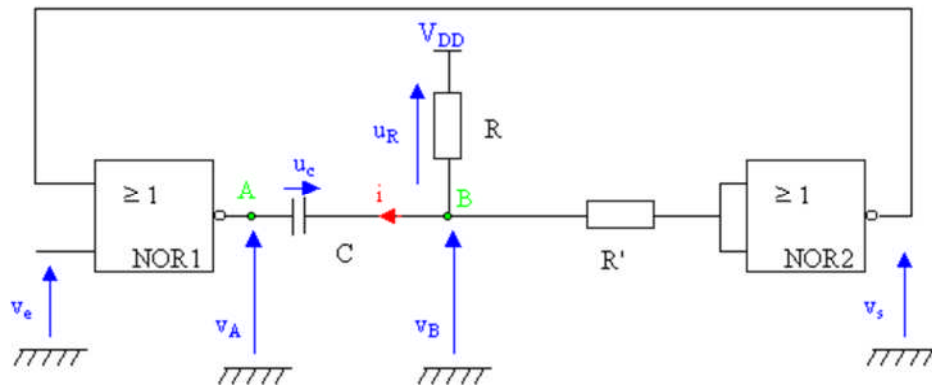 V_DD
u_R
R
≥ 1
A
u_c
i
B
≥ 1
NOR1
C
R'
NOR2
v_e
v_A
v_B
v_s